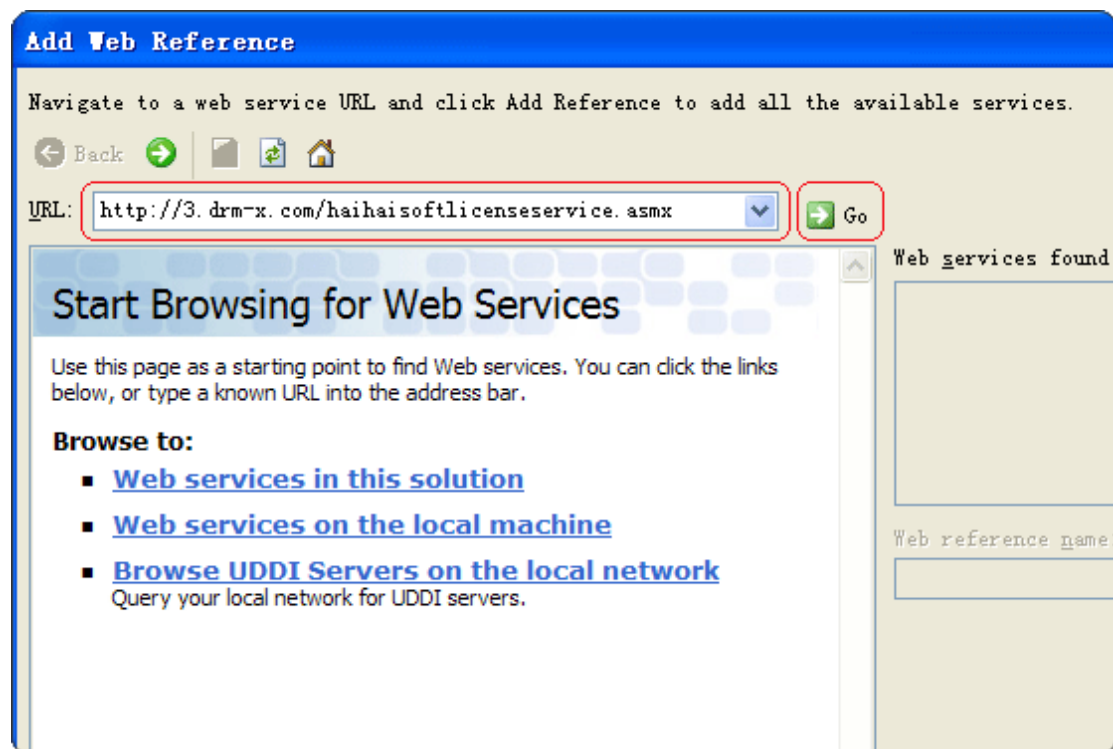 Add Web Reference
Navigate to a web service URL and click Add Reference to add all the available services.
Back
URL: http://3.drm-x.com/haihaisoftlicenseservice.asmx Go
Web services found
Start Browsing for Web Services
Use this page as a starting point to find Web services. You can click the links
below, or type a known URL into the address bar.
Browse to:
▪ Web services in this solution
▪ Web services on the local machine
Web reference name
▪ Browse UDDI Servers on the local network
Query your local network for UDDI servers.